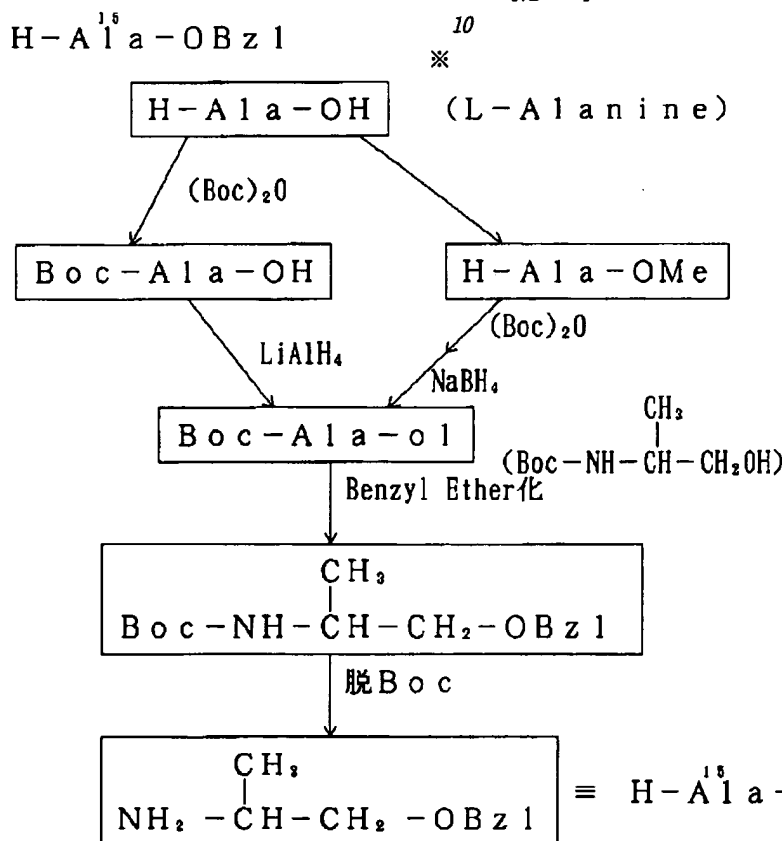 H-Al¹⁵a-OBzl
10
※
H-Ala-OH (L-Alanine)
(Boc)₂O
Boc-Ala-OH H-Ala-OMe
(Boc)₂O
LiAlH₄
NaBH₄
Boc-Ala-ol
CH₃
(Boc-NH-CH-CH₂OH)
Benzyl Ether化
CH₃
Boc-NH-CH-CH₂-OBzl
脱Boc
CH₃
NH₂-CH-CH₂-OBzl ≡ H-Al¹⁵a-